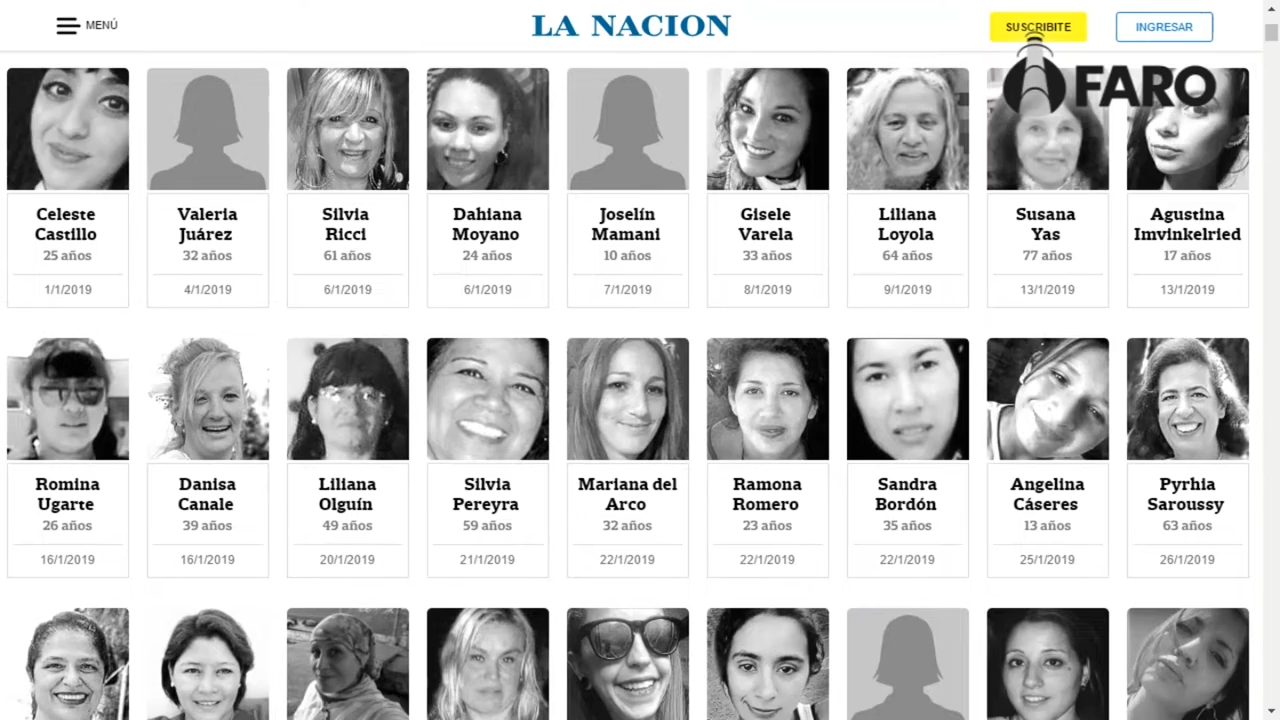 MENÚ
LA NACION
SUSCRIBITE
INGRESAR
FARO
Celeste
Castillo
25 años
1/1/2019
Valeria
Juárez
32 años
4/1/2019
Silvia
Ricci
61 años
6/1/2019
Dahiana
Moyano
24 años
6/1/2019
Joselín
Mamani
10 años
7/1/2019
Gisele
Varela
33 años
8/1/2019
Liliana
Loyola
64 años
9/1/2019
Susana
Yas
77 años
13/1/2019
Agustina
Imvinkelried
17 años
13/1/2019
Romina
Ugarte
26 años
16/1/2019
Danisa
Canale
39 años
16/1/2019
Liliana
Olguín
49 años
20/1/2019
Silvia
Pereyra
59 años
21/1/2019
Mariana del
Arco
32 años
22/1/2019
Ramona
Romero
23 años
22/1/2019
Sandra
Bordón
35 años
22/1/2019
Angelina
Cáseres
13 años
25/1/2019
Pyrhia
Saroussy
63 años
26/1/2019